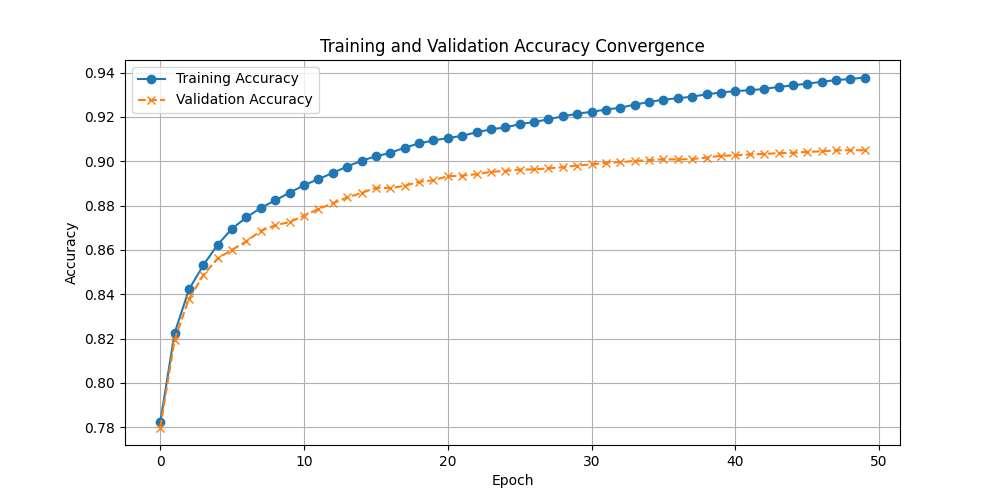 Training and Validation Accuracy Convergence
Training Accuracy
Validation Accuracy
0.94
0.92
0.90
0.88
0.86
0.84
0.82
0.80
0.78
Accuracy
0 10 20 30 40 50
Epoch